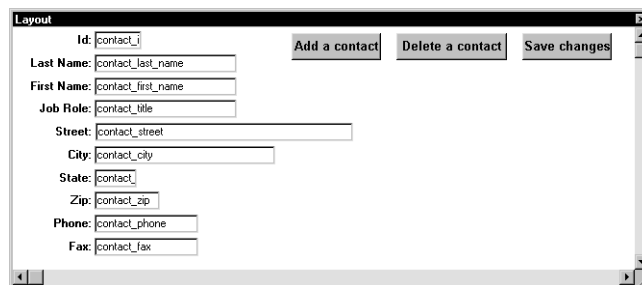 Layout
Id: contact_i
Add a contact Delete a contact Save changes
Last Name: contact_last_name
First Name: contact_first_name
Job Role: contact_title
Street: contact_street
City: contact_city
State: contact_
Zip: contact_zip
Phone: contact_phone
Fax: contact_fax